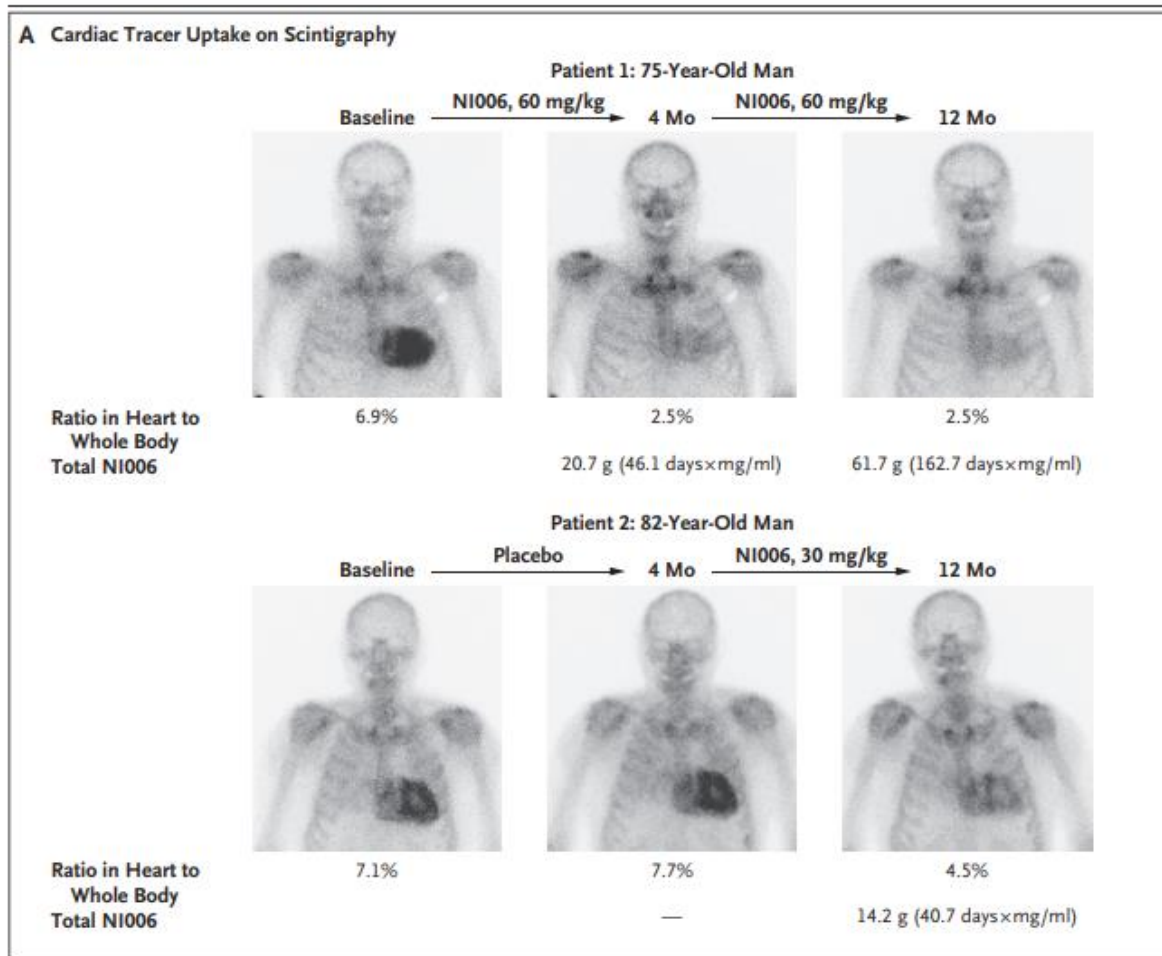 A Cardiac Tracer Uptake on Scintigraphy
Patient 1: 75-Year-Old Man
NI006, 60 mg/kg NI006, 60 mg/kg
Baseline 4 Mo 12 Mo
Ratio in Heart to 6.9% 2.5% 2.5%
Whole Body
Total NI006 20.7 g (46.1 days×mg/ml) 61.7 g (162.7 days×mg/ml)
Patient 2: 82-Year-Old Man
Placebo NI006, 30 mg/kg
Baseline 4 Mo 12 Mo
Ratio in Heart to 7.1% 7.7% 4.5%
Whole Body
Total NI006 — 14.2 g (40.7 days×mg/ml)